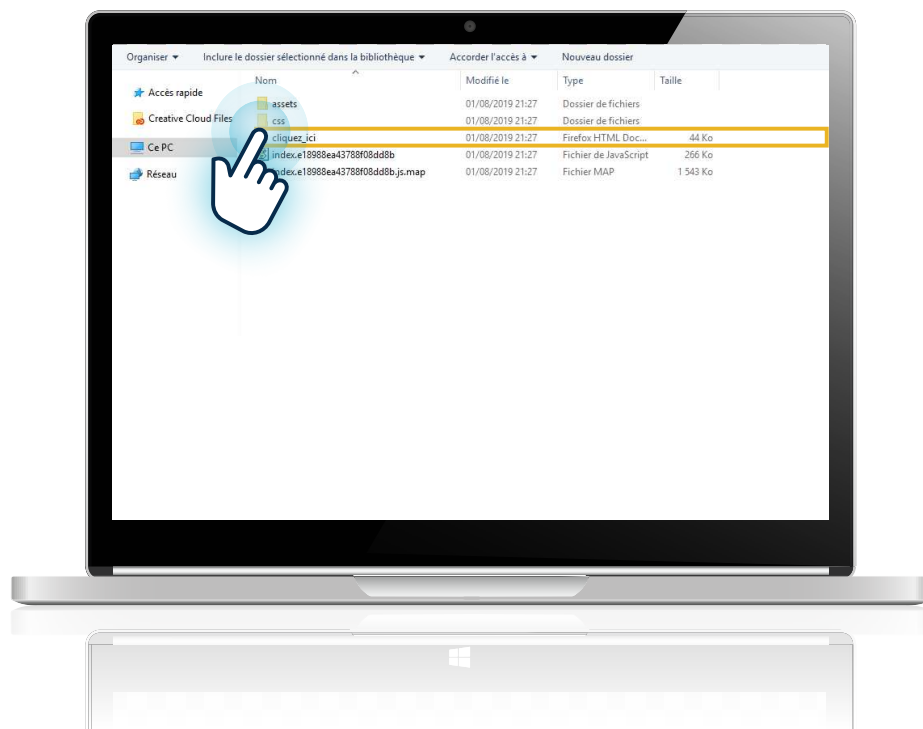 Organiser Inclure le dossier sélectionné dans la bibliothèque Accorder l'accès à Nouveau dossier
Nom Modifié le Type Taille
Accès rapide
Creative Cloud Files
Ce PC
Réseau
assets 01/08/2019 21:27 Dossier de fichiers
css 01/08/2019 21:27 Dossier de fichiers
cliquez_ici 01/08/2019 21:27 Firefox HTML Doc... 44 Ko
index.e18988ea43788f08dd8b 01/08/2019 21:27 Fichier de JavaScript 266 Ko
index.e18988ea43788f08dd8b.js.map 01/08/2019 21:27 Fichier MAP 1 543 Ko